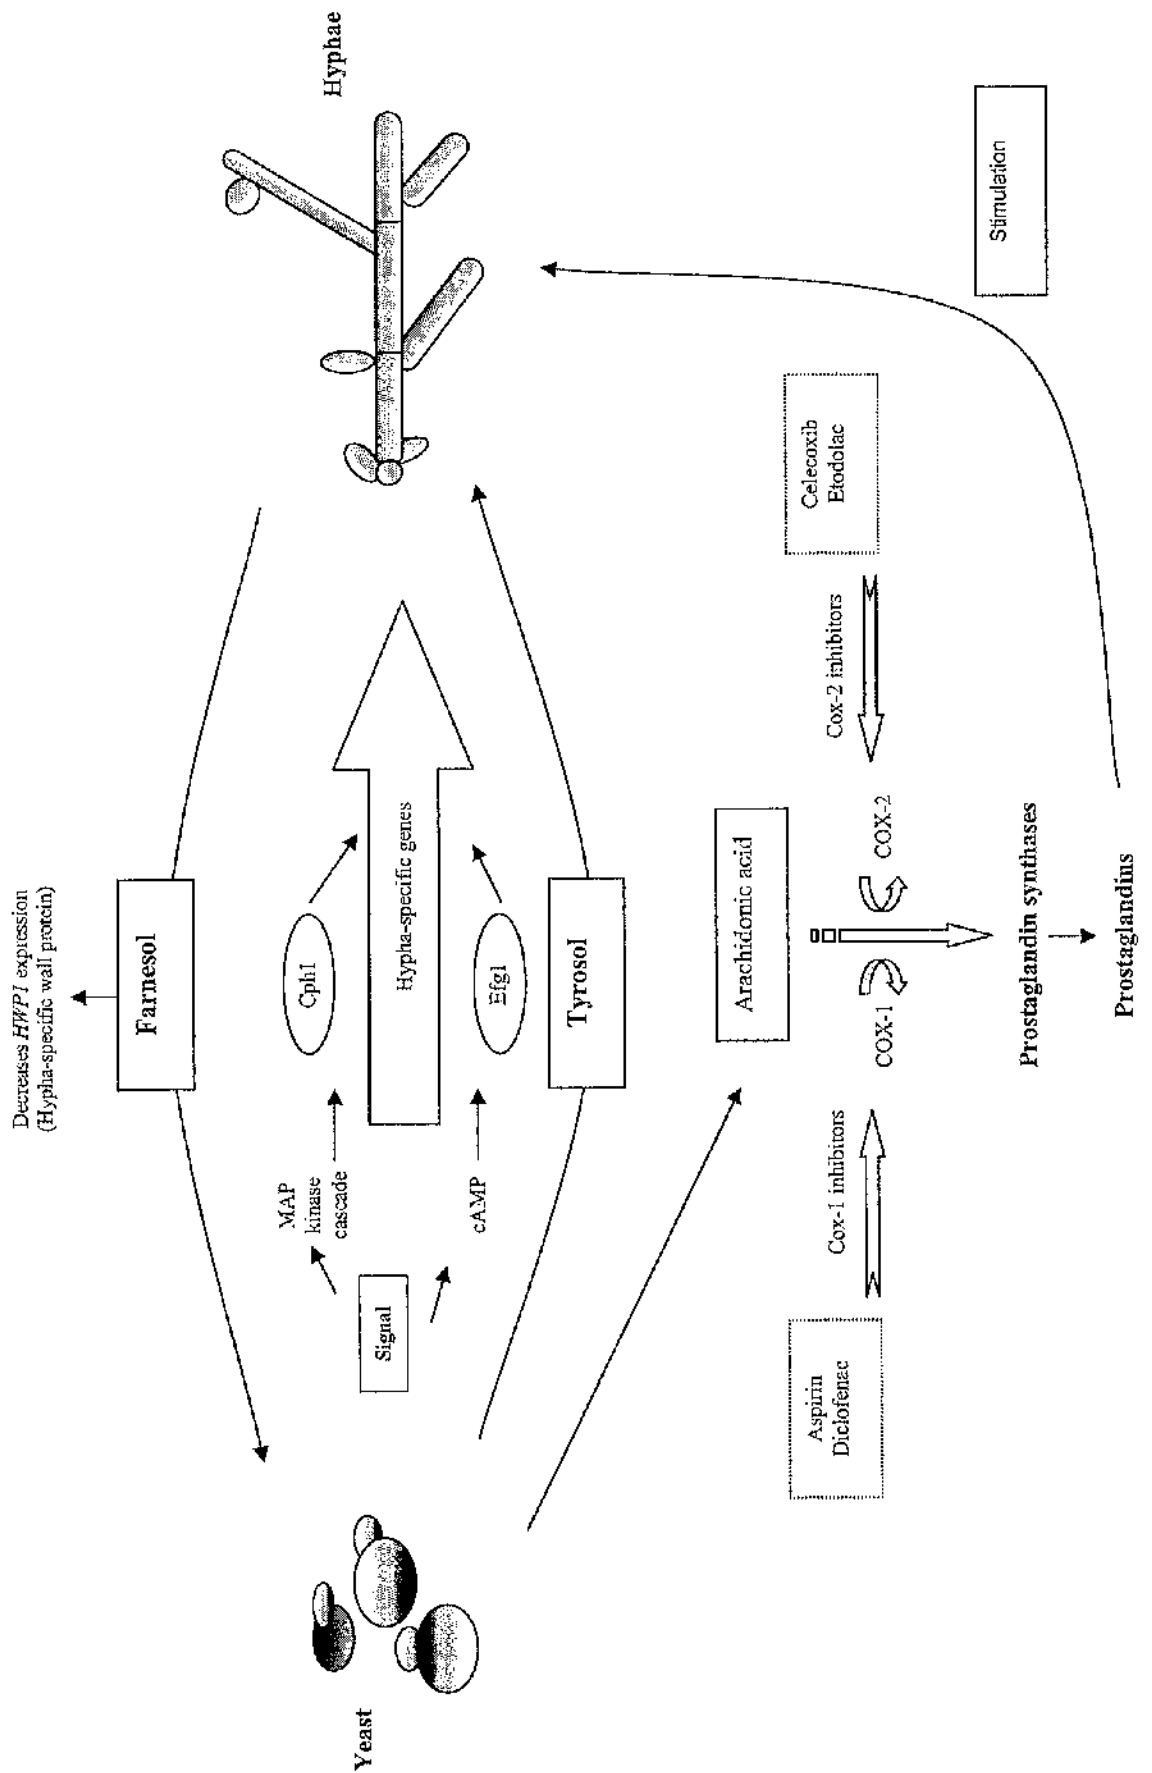 Decreases HWP1 expression
(Hypha-specific wall protein)
Farnesol
Hyphae
MAP
kinase
cascade
Cph1
Yeast
Signal
Hypha-specific genes
cAMP
Efg1
Tyrosol
Arachidonic acid
Aspirin
Diclofenac
Cox-1 inhibitors
COX-1
COX-2
Cox-2 inhibitors
Celecoxib
Etodolac
Stimulation
Prostaglandin synthases
Prostaglandius